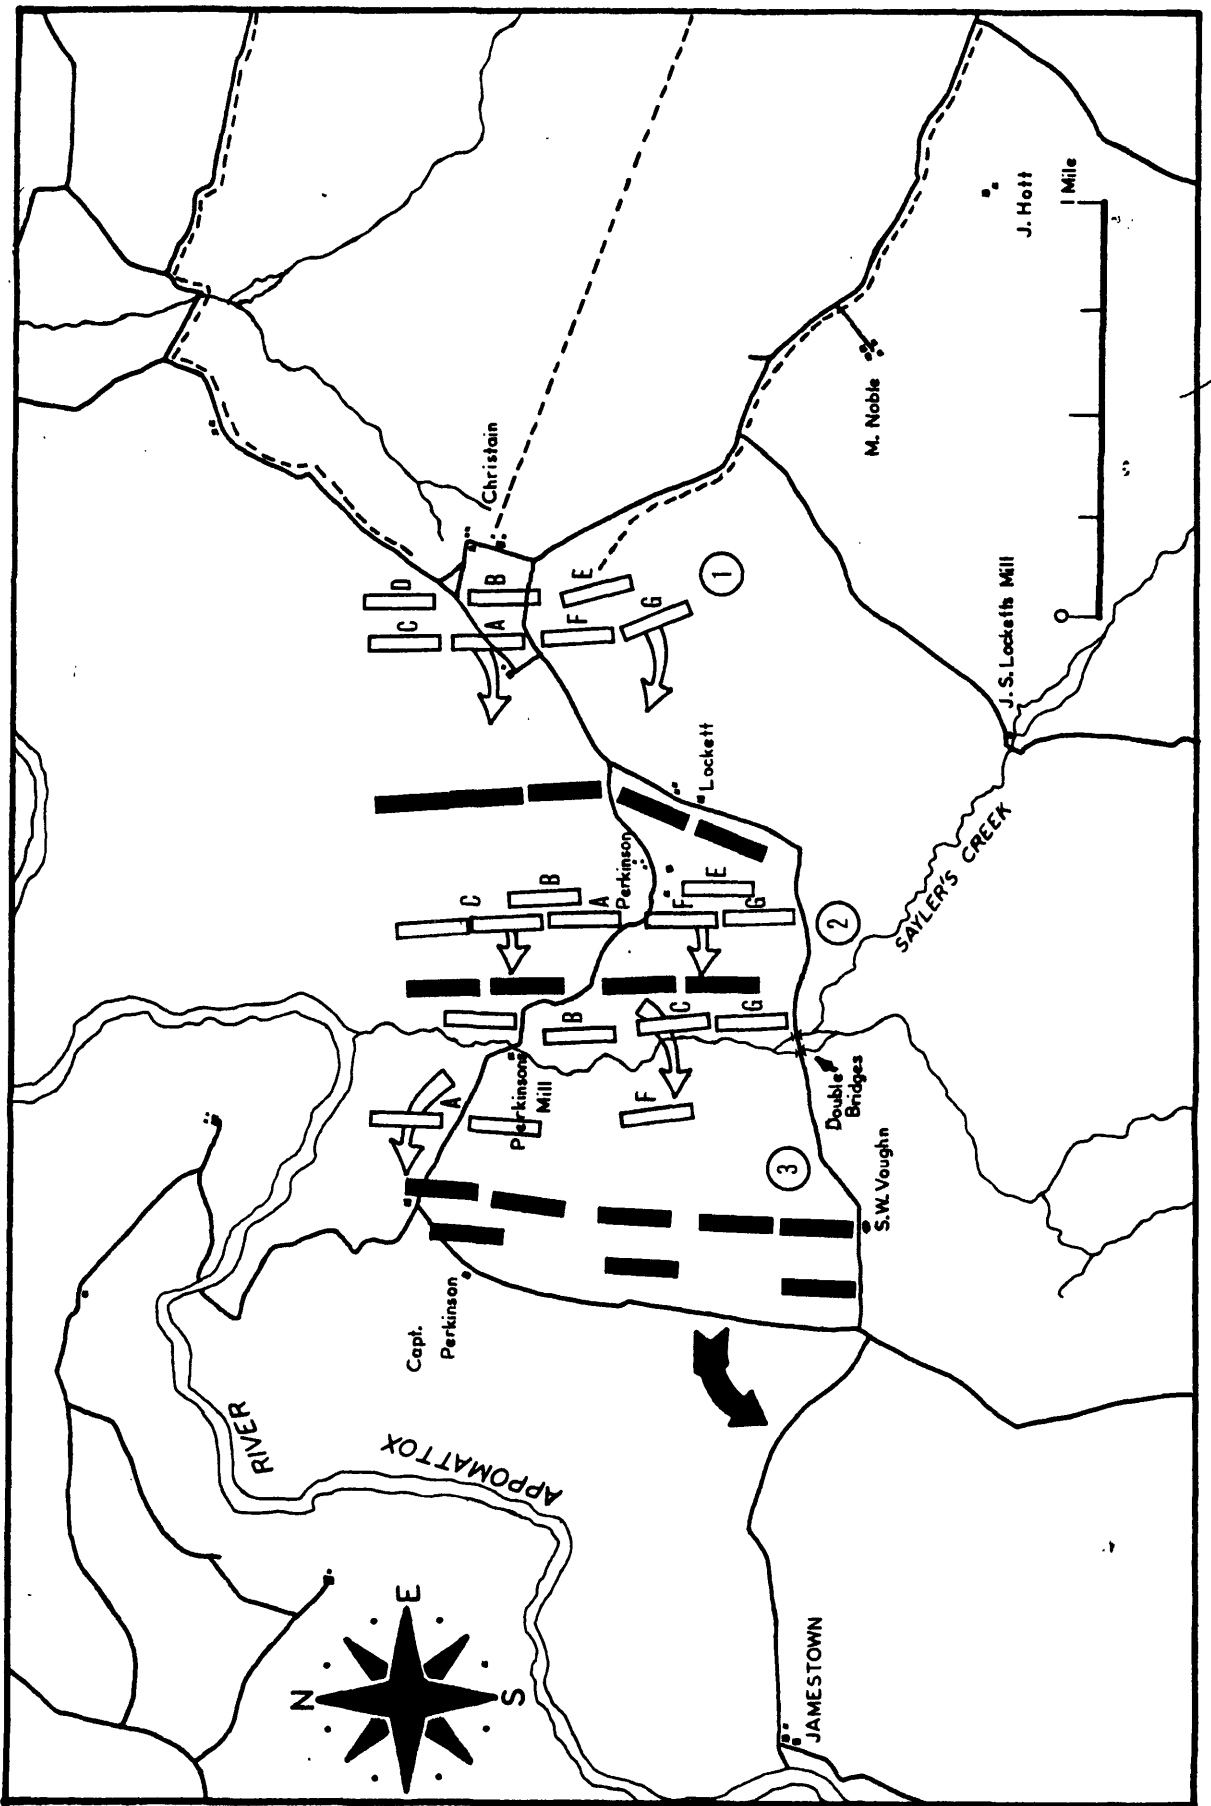 N
E
S
RIVER
APPOMATTOX
JAMESTOWN
Capt.
Perkinson
S.W. Voughn
3
Double
Bridges
Perkinsons
Mill
A
F
B
C
G
SAYLER'S CREEK
2
C
B
A
F
E
G
Perkinson
Lockett
1
C
D
A
B
F
E
G
Christain
J.S. Locketts Mill
M. Noble
J. Hott
0
1 Mile